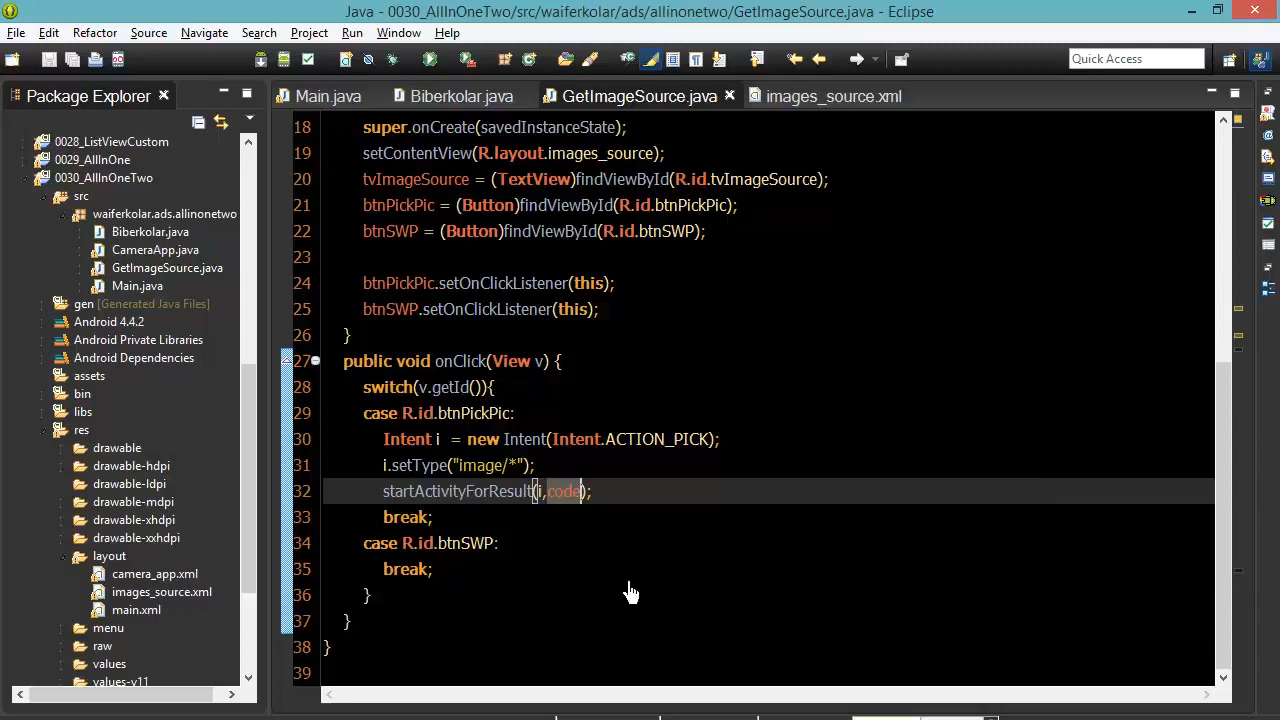 Java - 0030_AllInOneTwo/src/waiferkolar/ads/allinonetwo/GetImageSource.java - Eclipse
File Edit Refactor Source Navigate Search Project Run Window Help
Quick Access
Package Explorer
Main.java Biberkolar.java GetImageSource.java images_source.xml
0028_ListViewCustom
0029_AllInOne
0030_AllInOneTwo
src
waiferkolar.ads.allinonetwo
Biberkolar.java
CameraApp.java
GetImageSource.java
Main.java
gen [Generated Java Files]
Android 4.4.2
Android Private Libraries
Android Dependencies
assets
bin
libs
res
drawable
drawable-hdpi
drawable-ldpi
drawable-mdpi
drawable-xhdpi
drawable-xxhdpi
layout
camera_app.xml
images_source.xml
main.xml
menu
raw
values
values-v11
18 super.onCreate(savedInstanceState);
19 setContentView(R.layout.images_source);
20 tvImageSource = (TextView)findViewById(R.id.tvImageSource);
21 btnPickPic = (Button)findViewById(R.id.btnPickPic);
22 btnSWP = (Button)findViewById(R.id.btnSWP);
23
24 btnPickPic.setOnClickListener(this);
25 btnSWP.setOnClickListener(this);
26 }
27 public void onClick(View v) {
28 switch(v.getId()){
29 case R.id.btnPickPic:
30 Intent i  = new Intent(Intent.ACTION_PICK);
31 i.setType("image/*");
32 startActivityForResult(i,code);
33 break;
34 case R.id.btnSWP:
35 break;
36 }
37 }
38 }
39